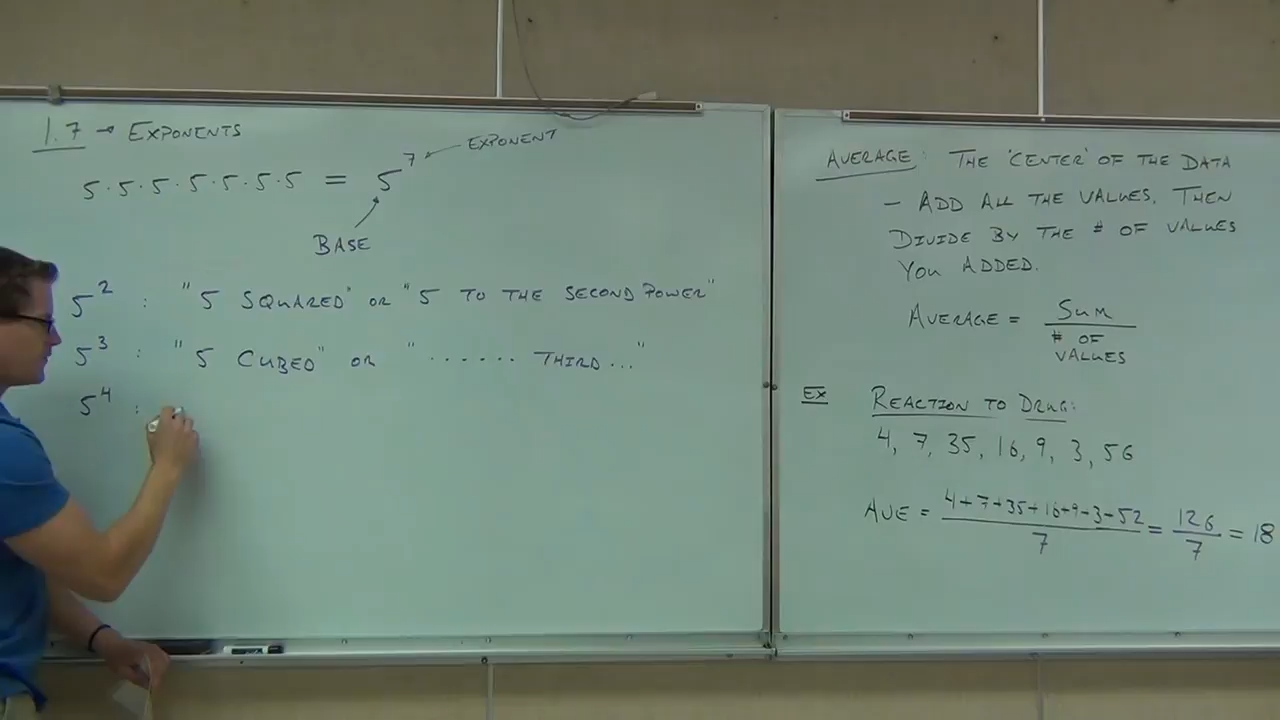 1.7 → EXPONENTS
5·5·5·5·5·5·5 = 5⁷ ← EXPONENT
BASE
5² : "5 SQUARED" OR "5 TO THE SECOND POWER"
5³ : "5 CUBED" OR "...... THIRD..."
5⁴ :
AVERAGE: THE 'CENTER' OF THE DATA
- ADD ALL THE VALUES, THEN
DIVIDE BY THE # OF VALUES
YOU ADDED.
AVERAGE = SUM / # OF VALUES
EX REACTION TO DRUG:
4, 7, 35, 16, 9, 3, 56
AVE = 4+7+35+16+9-3-52 / 7 = 126 / 7 = 18